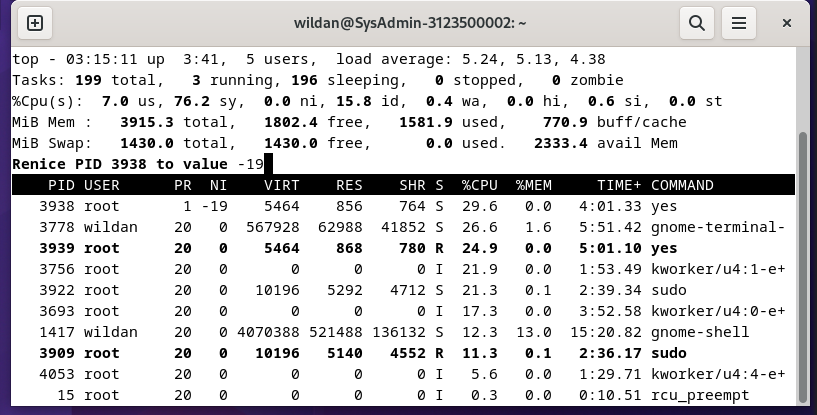 wildan@SysAdmin-3123500002: ~
top - 03:15:11 up  3:41,  5 users,  load average: 5.24, 5.13, 4.38
Tasks: 199 total,   3 running, 196 sleeping,   0 stopped,   0 zombie
%Cpu(s):  7.0 us, 76.2 sy,  0.0 ni, 15.8 id,  0.4 wa,  0.0 hi,  0.6 si,  0.0 st
MiB Mem :   3915.3 total,   1802.4 free,   1581.9 used,    770.9 buff/cache
MiB Swap:   1430.0 total,   1430.0 free,      0.0 used.   2333.4 avail Mem
Renice PID 3938 to value -19
PID USER      PR  NI    VIRT    RES    SHR S  %CPU  %MEM     TIME+ COMMAND
3938 root       1 -19    5464    856    764 S  29.6   0.0   4:01.33 yes
3778 wildan    20   0  567928  62988  41852 S  26.6   1.6   5:51.42 gnome-terminal-
3939 root      20   0    5464    868    780 R  24.9   0.0   5:01.10 yes
3756 root      20   0       0      0      0 I  21.9   0.0   1:53.49 kworker/u4:1-e+
3922 root      20   0   10196   5292   4712 S  21.3   0.1   2:39.34 sudo
3693 root      20   0       0      0      0 I  17.3   0.0   3:52.58 kworker/u4:0-e+
1417 wildan    20   0 4070388 521488 136132 S  12.3  13.0  15:20.82 gnome-shell
3909 root      20   0   10196   5140   4552 R  11.3   0.1   2:36.17 sudo
4053 root      20   0       0      0      0 I   5.6   0.0   1:29.71 kworker/u4:4-e+
15 root      20   0       0      0      0 I   0.3   0.0   0:10.51 rcu_preempt